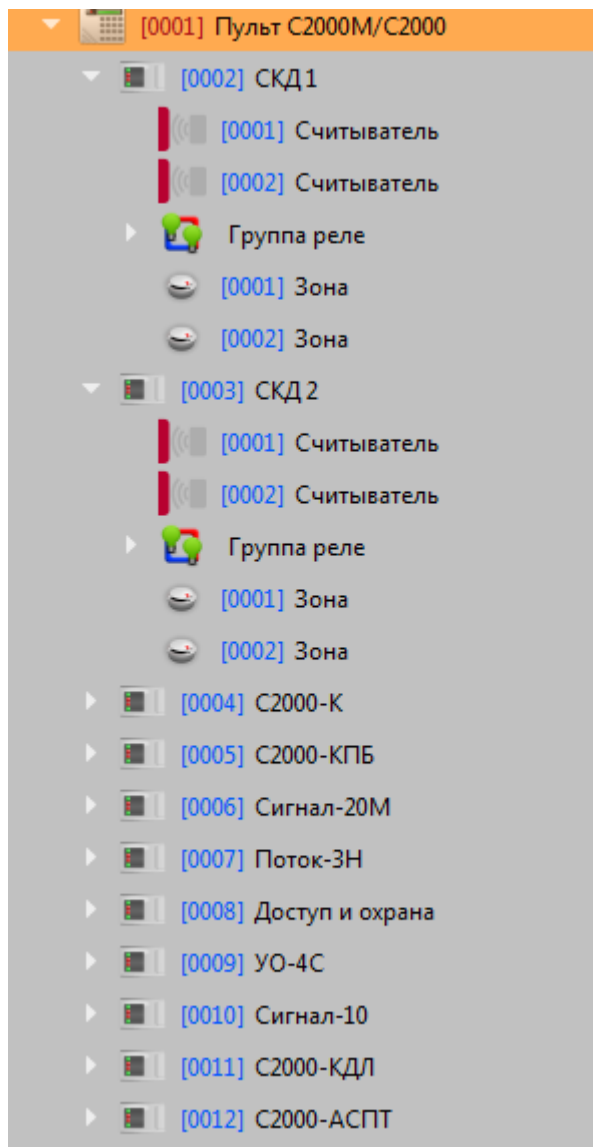 [0001] Пульт С2000М/С2000
[0002] СКД 1
[0001] Считыватель
[0002] Считыватель
Группа реле
[0001] Зона
[0002] Зона
[0003] СКД 2
[0001] Считыватель
[0002] Считыватель
Группа реле
[0001] Зона
[0002] Зона
[0004] С2000-К
[0005] С2000-КПБ
[0006] Сигнал-20М
[0007] Поток-3Н
[0008] Доступ и охрана
[0009] УО-4С
[0010] Сигнал-10
[0011] С2000-КДЛ
[0012] С2000-АСПТ